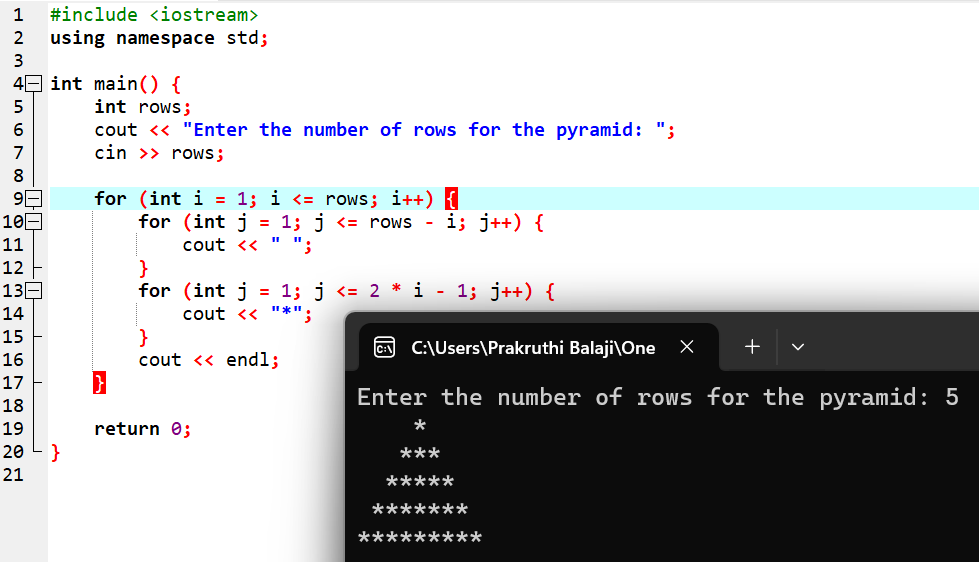 1 #include <iostream>
2 using namespace std;
3
4 int main() {
5     int rows;
6     cout << "Enter the number of rows for the pyramid: ";
7     cin >> rows;
8
9     for (int i = 1; i <= rows; i++) {
10         for (int j = 1; j <= rows - i; j++) {
11             cout << " ";
12         }
13         for (int j = 1; j <= 2 * i - 1; j++) {
14             cout << "*";
15         }
16         cout << endl;
17     }
18
19     return 0;
20 }
21
C:\Users\Prakruthi Balaji\One
Enter the number of rows for the pyramid: 5
    *
   ***
  *****
 *******
*********